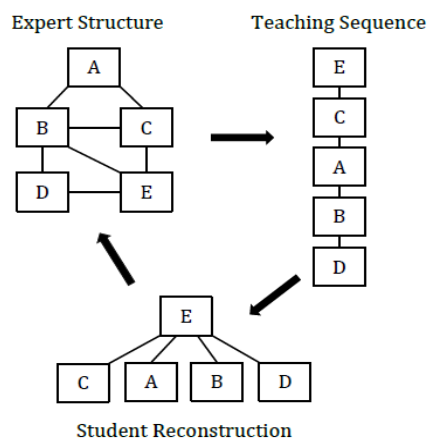 Expert Structure
Teaching Sequence
A
B
C
D
E
E
C
A
B
D
E
C
A
B
D
Student Reconstruction